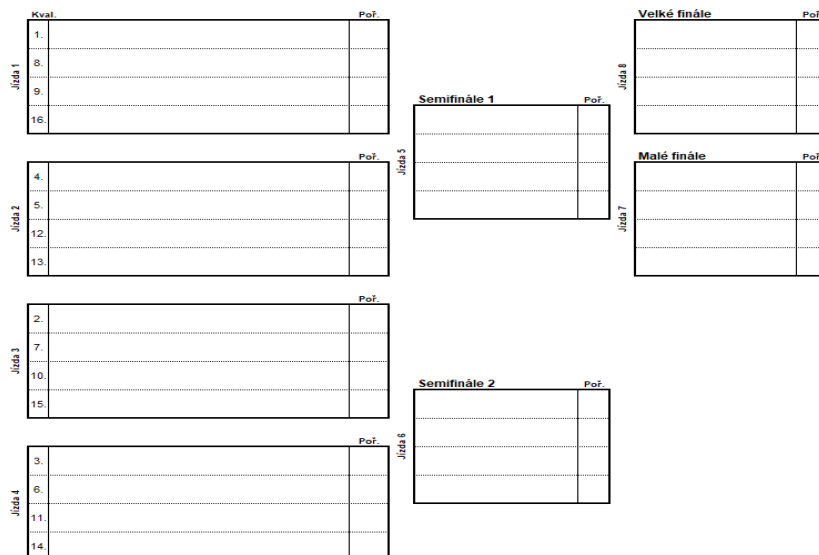 Kval. Poř.
Jízda 1
1.
8.
9.
16.
Poř.
Jízda 2
4.
5.
12.
13.
Poř.
Jízda 3
2.
7.
10.
15.
Poř.
Jízda 4
3.
6.
11.
14.
Semifinále 1 Poř.
Jízda 5
Semifinále 2 Poř.
Jízda 6
Velké finále Poř
Jízda 8
Malé finále Poř
Jízda 7